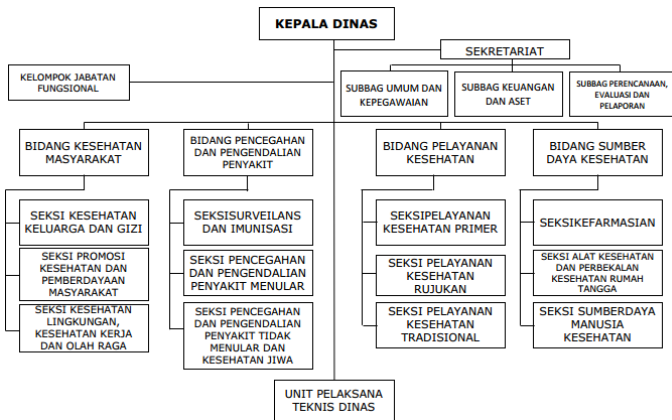 KEPALA DINAS
SEKRETARIAT
KELOMPOK JABATAN
FUNGSIONAL
SUBBAG UMUM DAN
KEPEGAWAIAN
SUBBAG KEUANGAN
DAN ASET
SUBBAG PERENCANAAN,
EVALUASI DAN
PELAPORAN
BIDANG KESEHATAN
MASYARAKAT
BIDANG PENCEGAHAN
DAN PENGENDALIAN
PENYAKIT
BIDANG PELAYANAN
KESEHATAN
BIDANG SUMBER
DAYA KESEHATAN
SEKSI KESEHATAN
KELUARGA DAN GIZI
SEKSISURVEILANS
DAN IMUNISASI
SEKSIPELAYANAN
KESEHATAN PRIMER
SEKSIKEFARMASIAN
SEKSI PROMOSI
KESEHATAN DAN
PEMBERDAYAAN
MASYARAKAT
SEKSI PENCEGAHAN
DAN PENGENDALIAN
PENYAKIT MENULAR
SEKSI PELAYANAN
KESEHATAN
RUJUKAN
SEKSI ALAT KESEHATAN
DAN PERBEKALAN
KESEHATAN RUMAH
TANGGA
SEKSI KESEHATAN
LINGKUNGAN,
KESEHATAN KERJA
DAN OLAH RAGA
SEKSI PENCEGAHAN
DAN PENGENDALIAN
PENYAKIT TIDAK
MENULAR DAN
KESEHATAN JIWA
SEKSI PELAYANAN
KESEHATAN
TRADISIONAL
SEKSI SUMBERDAYA
MANUSIA
KESEHATAN
UNIT PELAKSANA
TEKNIS DINAS